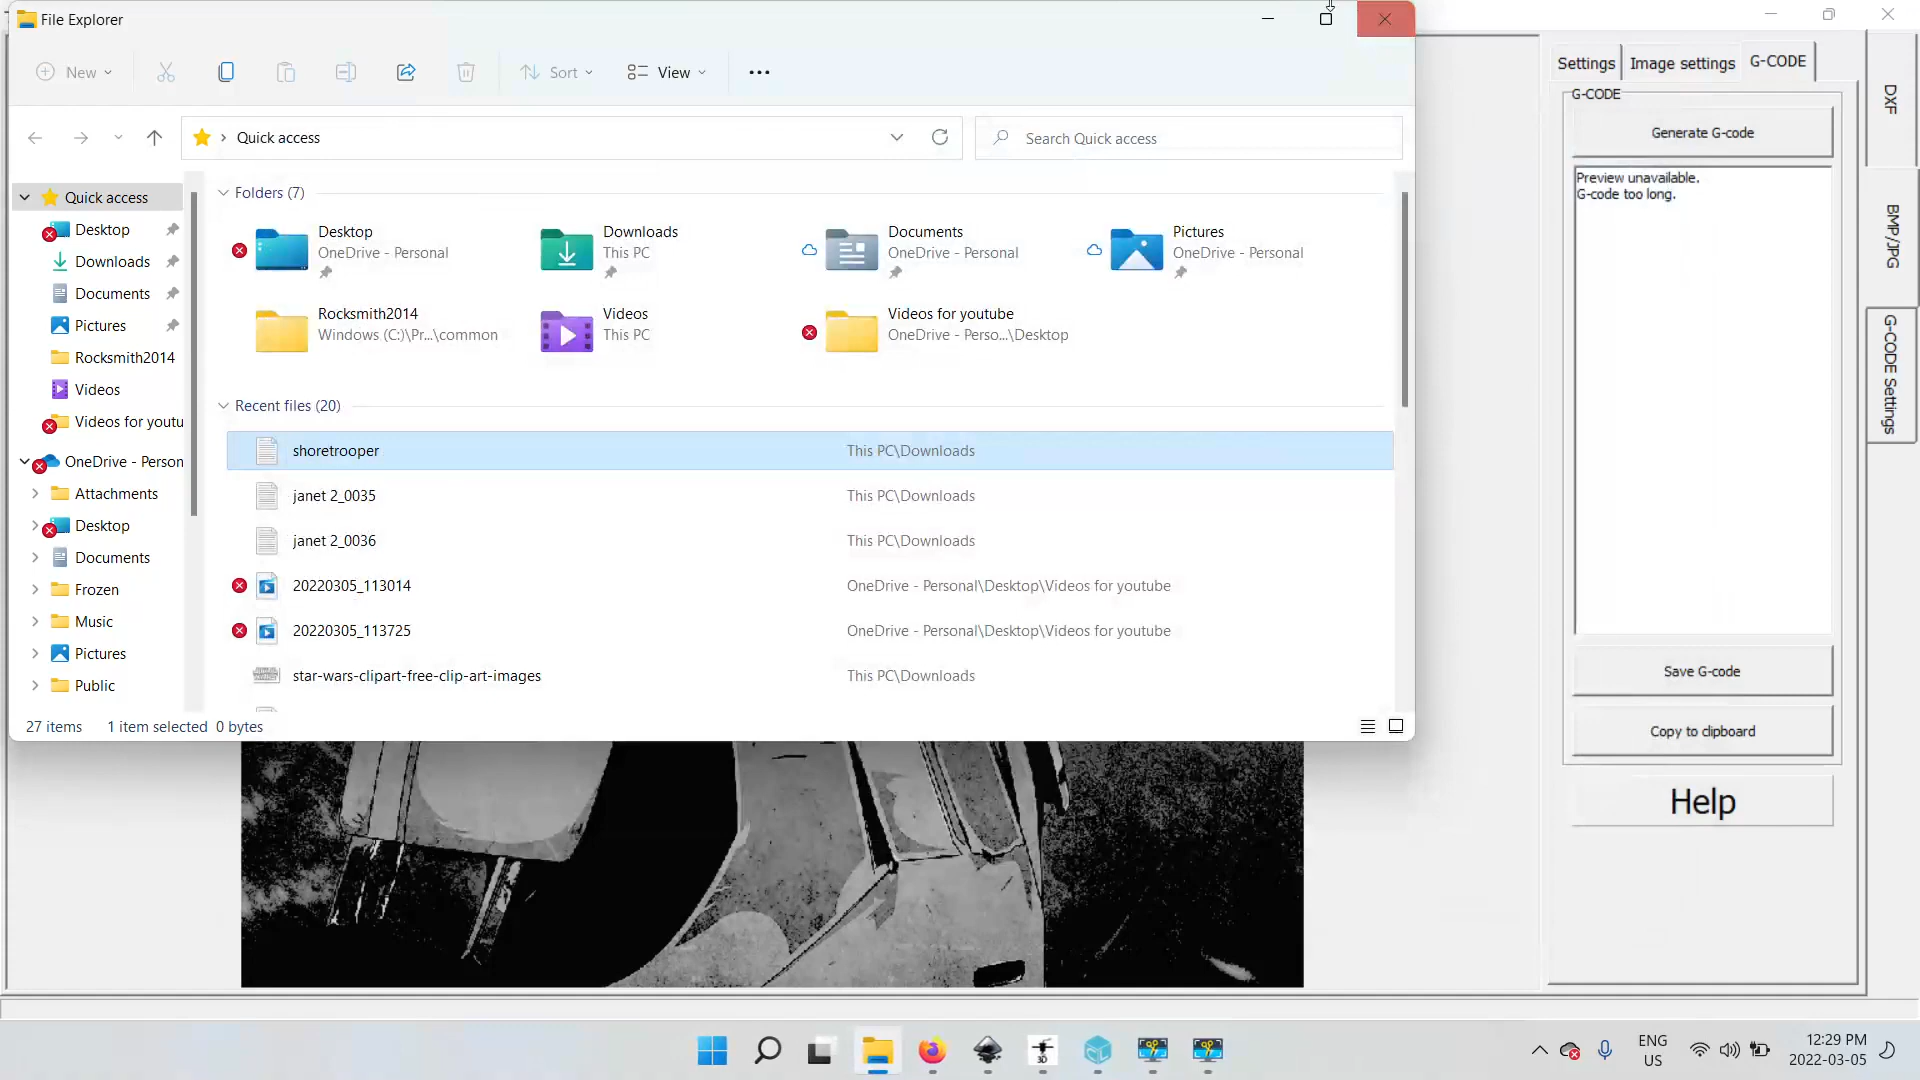 File Explorer
New
Sort
View
Quick access
Search Quick access
Quick access
Desktop
Downloads
Documents
Pictures
Rocksmith2014
Videos
Videos for youtu
OneDrive - Person
Attachments
Desktop
Documents
Frozen
Music
Pictures
Public
Folders (7)
Desktop
OneDrive - Personal
Downloads
This PC
Documents
OneDrive - Personal
Pictures
OneDrive - Personal
Rocksmith2014
Windows (C:)\Pr...\common
Videos
This PC
Videos for youtube
OneDrive - Perso...\Desktop
Recent files (20)
shoretrooper This PC\Downloads
janet 2_0035 This PC\Downloads
janet 2_0036 This PC\Downloads
20220305_113014 OneDrive - Personal\Desktop\Videos for youtube
20220305_113725 OneDrive - Personal\Desktop\Videos for youtube
star-wars-clipart-free-clip-art-images This PC\Downloads
27 items 1 item selected 0 bytes
Settings Image settings G-CODE
G-CODE
Generate G-code
Preview unavailable.
G-code too long.
Save G-code
Copy to clipboard
Help
DXF
BMP/JPG
G-CODE Settings
3D
ENG
US
12:29 PM
2022-03-05